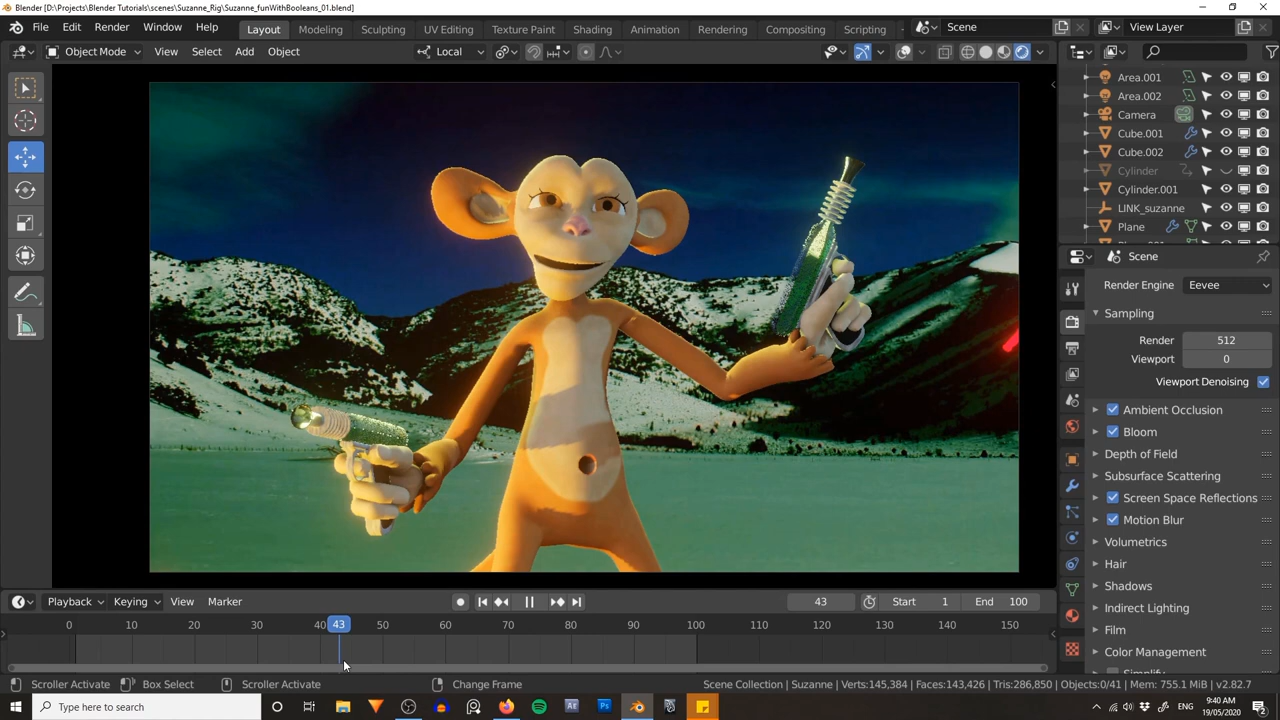 Blender [D:\Projects\Blender Tutorials\scenes\Suzanne_Rig\Suzanne_funWithBooleans_01.blend]
File Edit Render Window Help Layout Modeling Sculpting UV Editing Texture Paint Shading Animation Rendering Compositing Scripting Scene View Layer
Object Mode View Select Add Object Local
Area.001
Area.002
Camera
Cube.001
Cube.002
Cylinder
Cylinder.001
LINK_suzanne
Plane
Scene
Render Engine Eevee
Sampling
Render 512
Viewport 0
Viewport Denoising
Ambient Occlusion
Bloom
Depth of Field
Subsurface Scattering
Screen Space Reflections
Motion Blur
Volumetrics
Hair
Shadows
Indirect Lighting
Film
Color Management
Playback Keying View Marker 43 Start 1 End 100
0 10 20 30 40 43 50 60 70 80 90 100 110 120 130 140 150
Scroller Activate Box Select Scroller Activate Change Frame Scene Collection | Suzanne | Verts:145,384 | Faces:143,426 | Tris:286,850 | Objects:0/41 | Mem: 755.1 MiB | v2.82.7
Type here to search
ENG
9:40 AM
19/05/2020